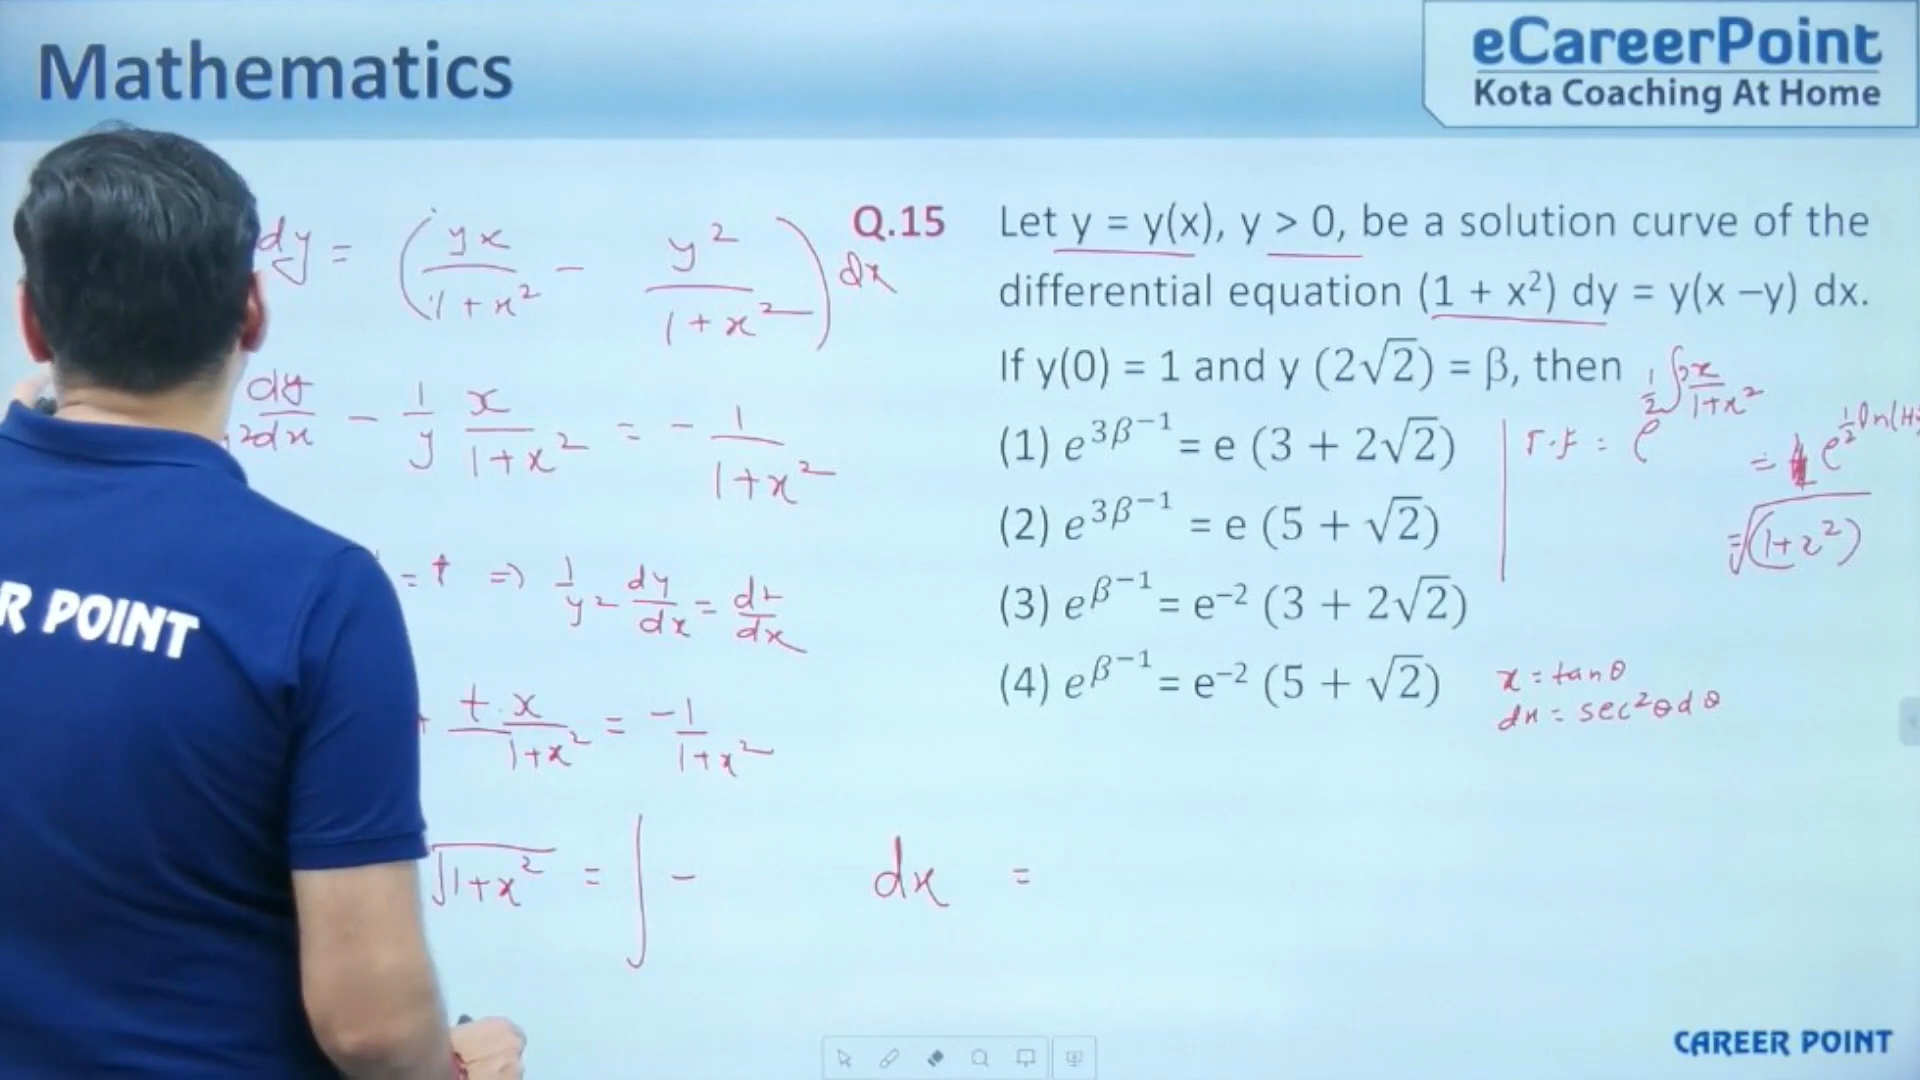 Mathematics
eCareerPoint
Kota Coaching At Home
dy = ( yx / 1+x² − y² / 1+x² ) dx
dy / y²dx − 1/y x / 1+x² = − 1 / 1+x²
= t ⇒ 1/y² dy/dx = dt/dx
+ t.x / 1+x² = −1 / 1+x²
√1+x² = ∫ − dx =
Q.15 Let y = y(x), y > 0, be a solution curve of the
differential equation (1 + x²) dy = y(x –y) dx.
If y(0) = 1 and y (2√2) = β, then
(1) e^{3β−1} = e (3 + 2√2)
(2) e^{3β−1} = e (5 + √2)
(3) e^{β−1} = e⁻² (3 + 2√2)
(4) e^{β−1} = e⁻² (5 + √2)
I.F = e^{1/2 ∫ 2x / 1+x²}
= e^{1/2 ln(1+
= √(1+x²)
x = tanθ
dx = sec²θdθ
R POINT
CAREER POINT